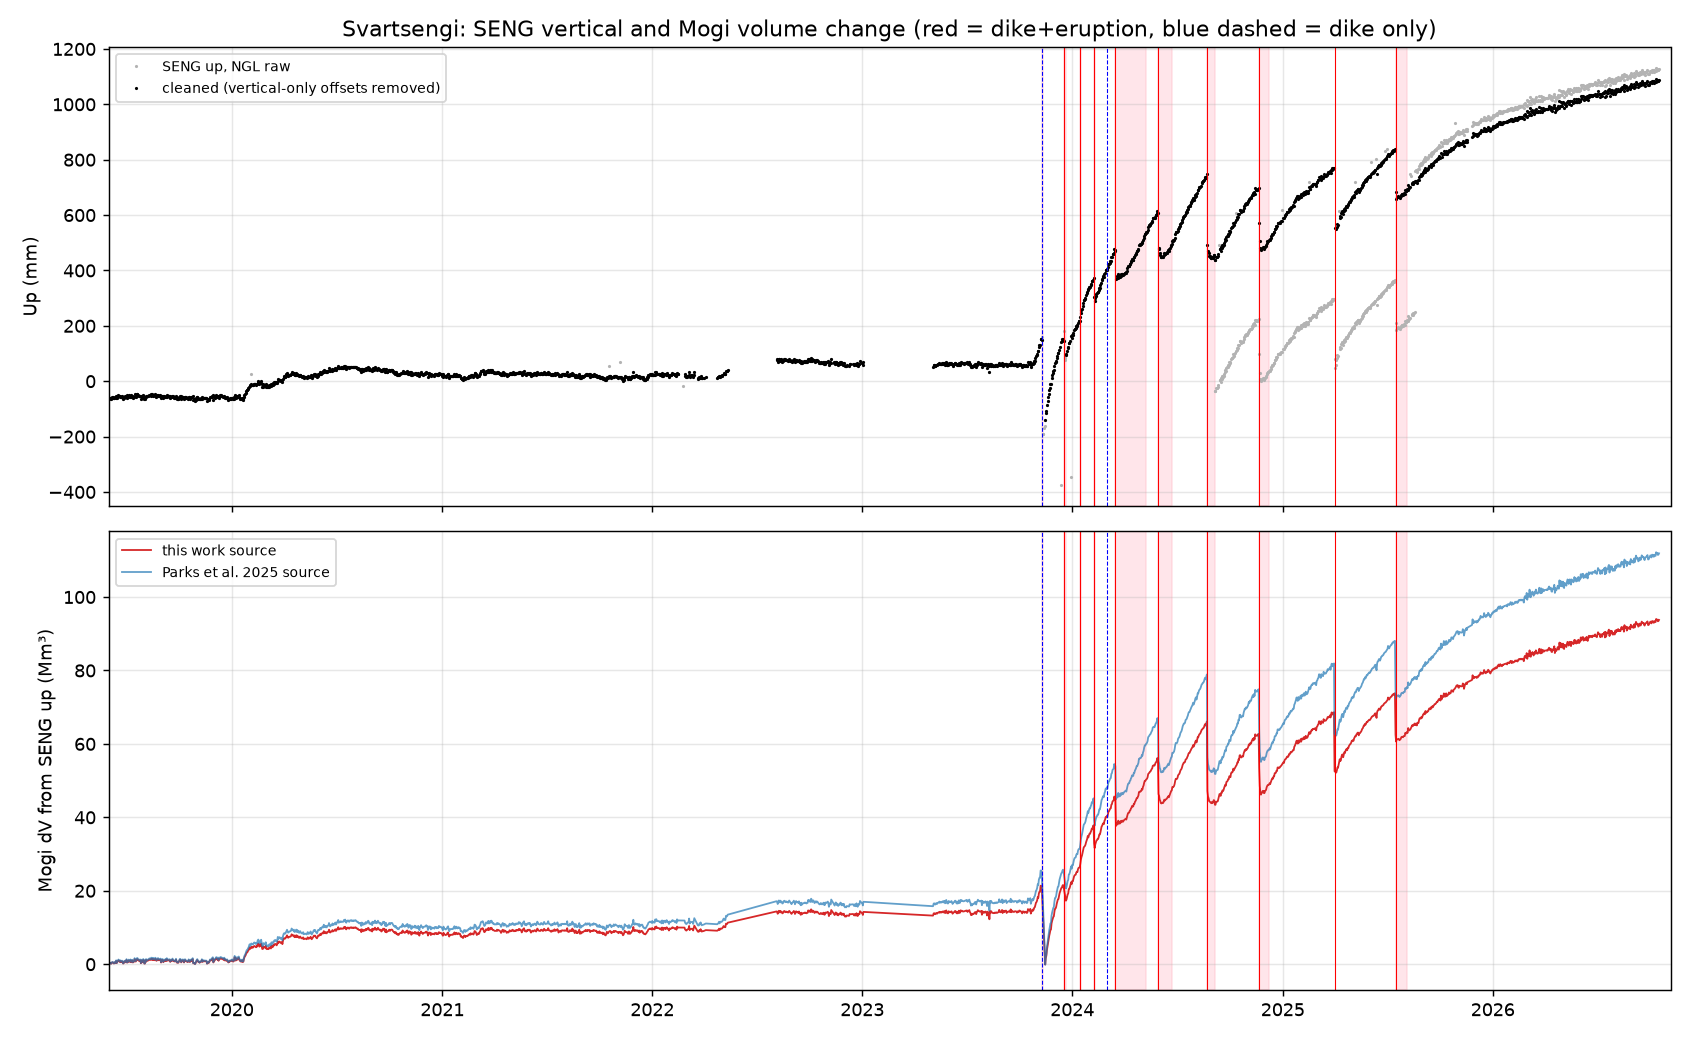 Svartsengi: SENG vertical and Mogi volume change (red = dike+eruption, blue dashed = dike only)
SENG up, NGL raw
cleaned (vertical-only offsets removed)
Up (mm)
1200
1000
800
600
400
200
0
−200
−400
this work source
Parks et al. 2025 source
Mogi dV from SENG up (Mm³)
100
80
60
40
20
0
2020 2021 2022 2023 2024 2025 2026